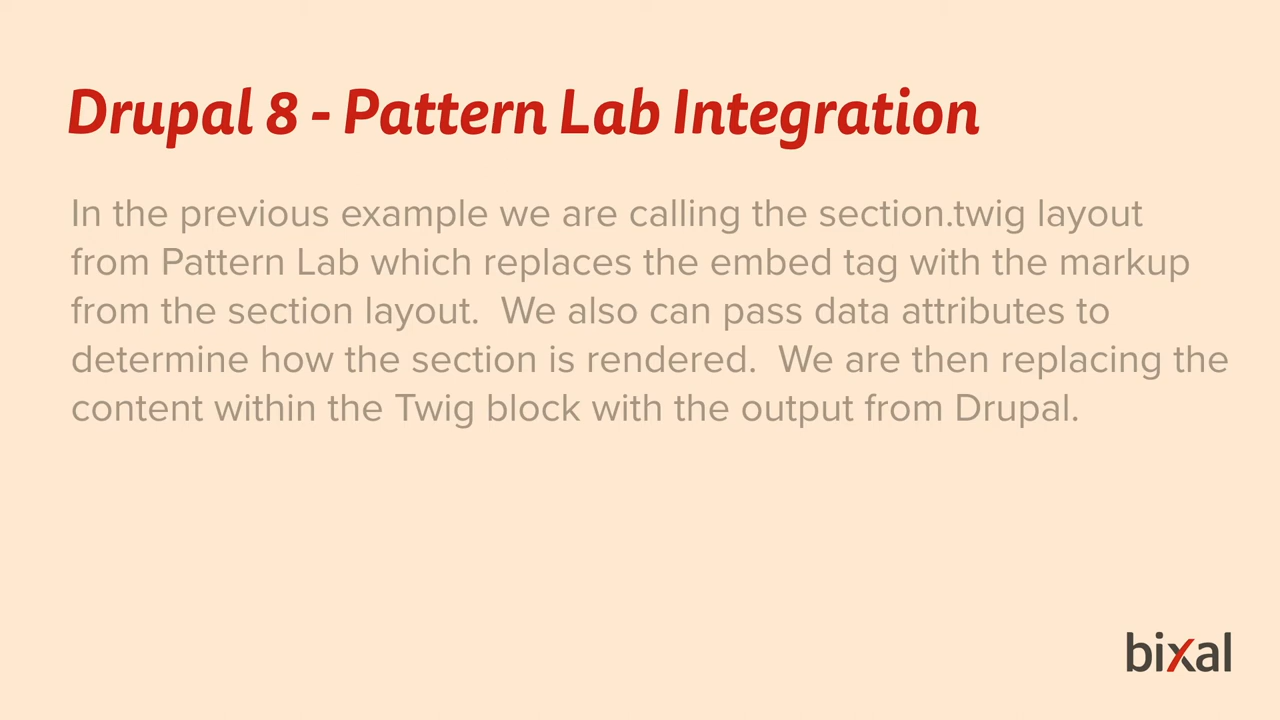 Drupal 8 - Pattern Lab Integration
In the previous example we are calling the section.twig layout
from Pattern Lab which replaces the embed tag with the markup
from the section layout.  We also can pass data attributes to
determine how the section is rendered.  We are then replacing the
content within the Twig block with the output from Drupal.
bixal